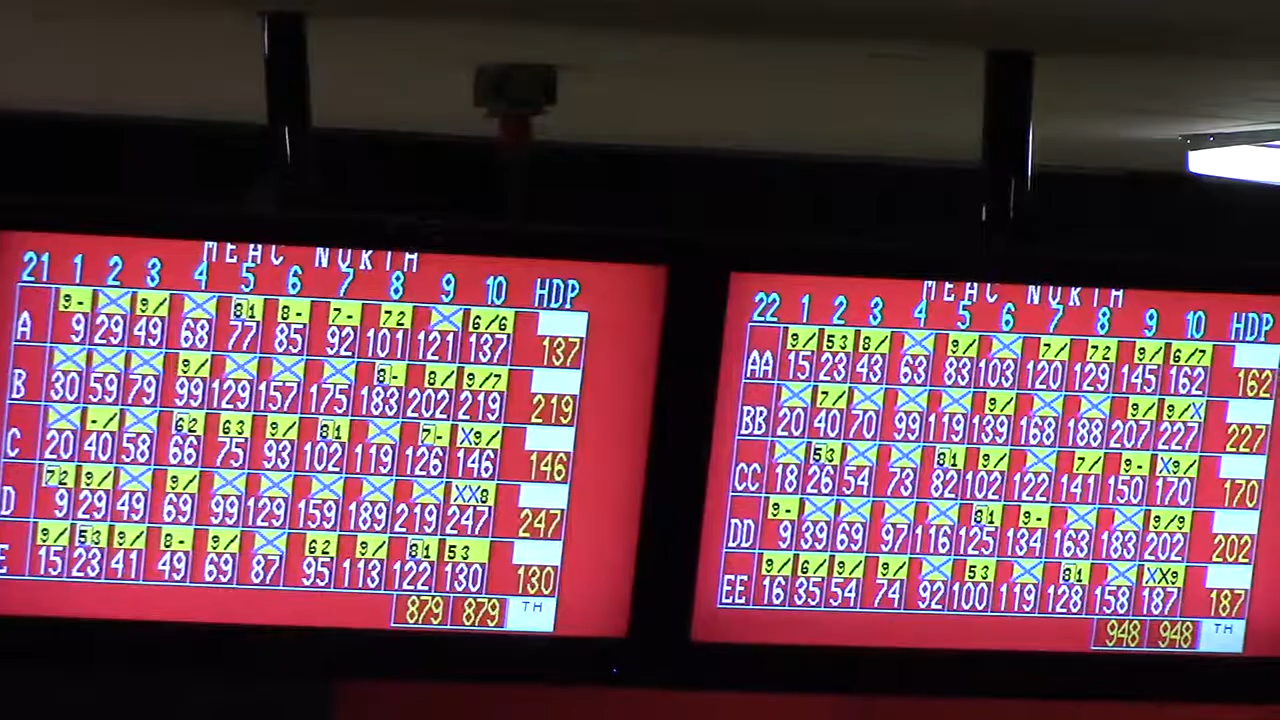 MEAC NORTH
21 1 2 3 4 5 6 7 8 9 10 HDP
9- X 9/ X 81 8- 7- 72 X 6/6
A 9 29 49 68 77 85 92 101 121 137 137
X X X 9/ X X X 8- 8/ 9/7
B 30 59 79 99 129 157 175 183 202 219 219
X -/ X 62 63 9/ 81 X 7- X9/
C 20 40 58 66 75 93 102 119 126 146 146
72 9/ X 9/ X X X X X XX8
D 9 29 49 69 99 129 159 189 219 247 247
9/ 53 9/ 8- 9/ X 62 9/ 81 53
E 15 23 41 49 69 87 95 113 122 130 130
879 879 TH
MEAC NORTH
22 1 2 3 4 5 6 7 8 9 10 HDP
9/ 53 8/ X 9/ X 7/ 72 9/ 6/7
AA 15 23 43 63 83 103 120 129 145 162 162
X 7/ X X X 9/ X X 9/ 9/X
BB 20 40 70 99 119 139 168 188 207 227 227
X 53 X X 81 9/ X 7/ 9- X9/
CC 18 26 54 73 82 102 122 141 150 170 170
9- X X X X 81 9- X X 9/9
DD 9 39 69 97 116 125 134 163 183 202 202
9/ 6/ 9/ 9/ X 53 X 81 X XX9
EE 16 35 54 74 92 100 119 128 158 187 187
948 948 TH